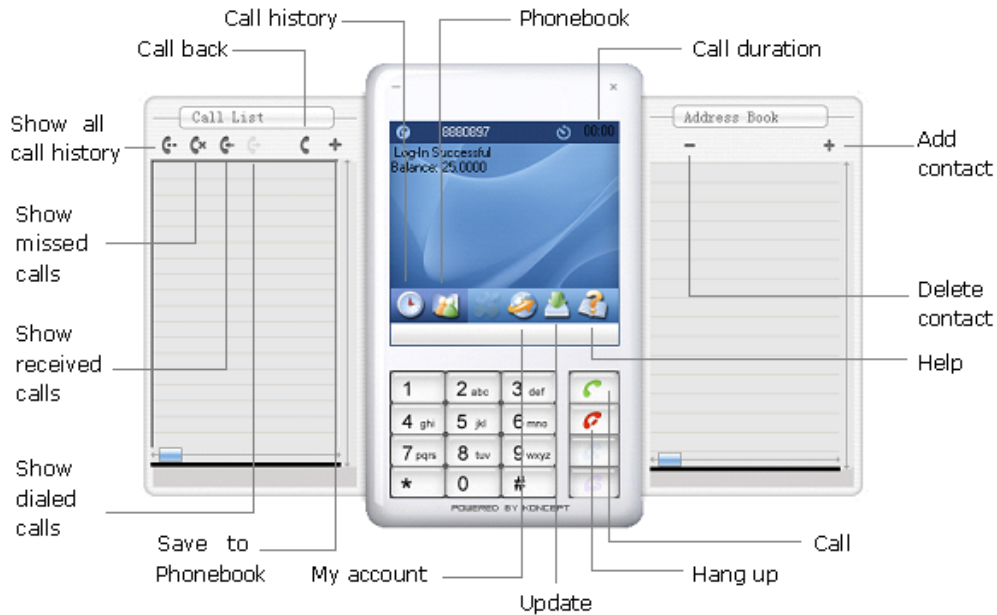 Call history
Phonebook
Call back
Call duration
Call List
Address Book
Show all
call history
8880897
00:00
Add
contact
Log-In Successful
Balance: 25.0000
Show
missed
calls
Delete
contact
Show
received
calls
Help
1
2 abc
3 def
4 ghi
5 jkl
6 mno
7 pqrs
8 tuv
9 wxyz
*
0
#
POWERED BY KONCEPT
Show
dialed
calls
Save to
Phonebook
My account
Update
Hang up
Call